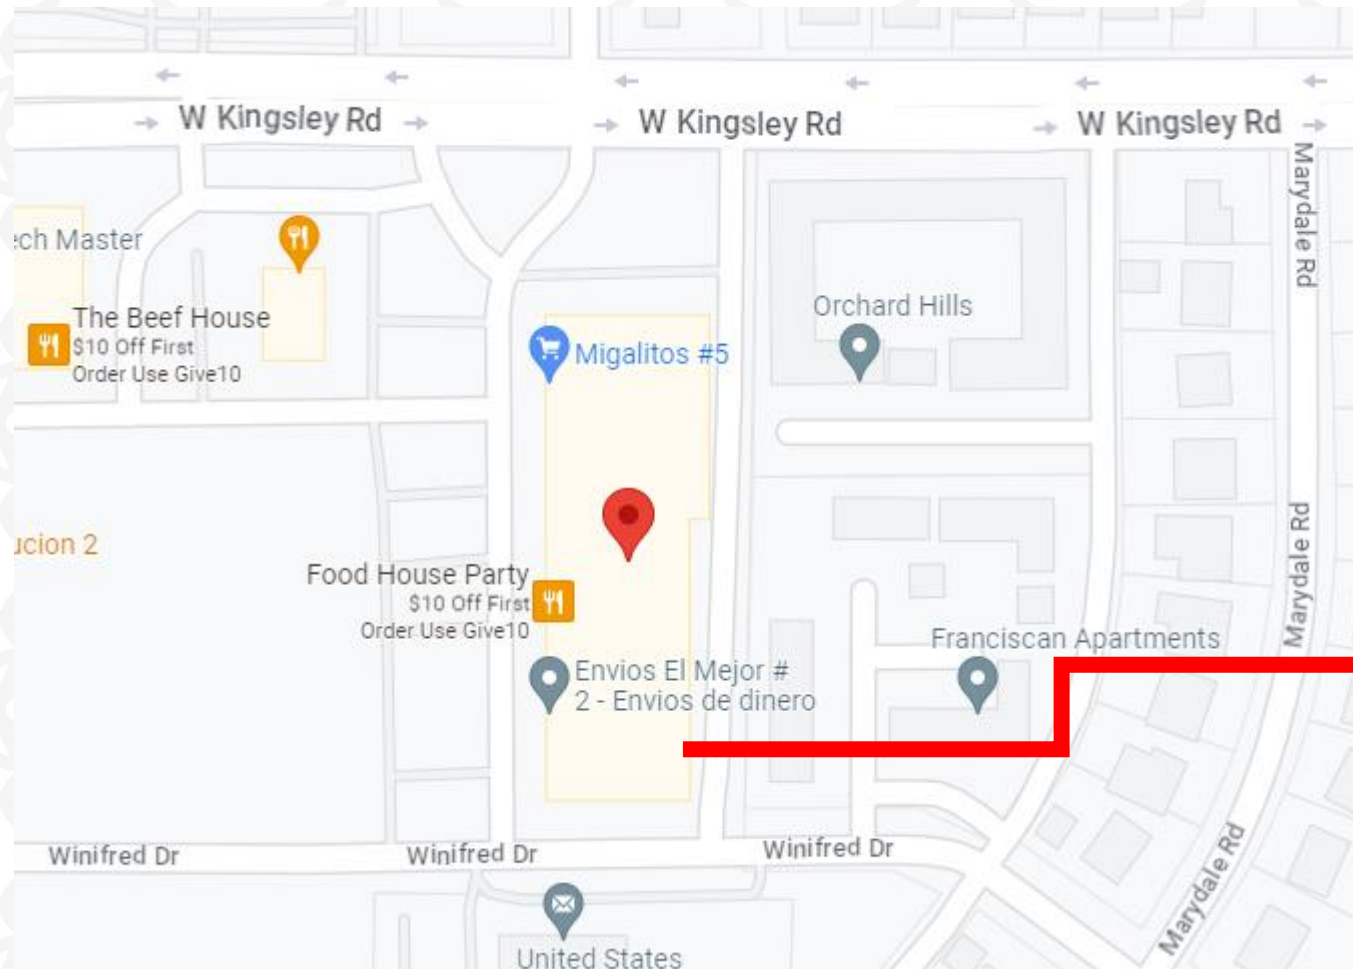 W Kingsley Rd
W Kingsley Rd
W Kingsley Rd
Marydale Rd
ech Master
The Beef House
$10 Off First
Order Use Give10
Orchard Hills
Migalitos #5
ucion 2
Marydale Rd
Food House Party
$10 Off First
Order Use Give10
Franciscan Apartments
Envios El Mejor #
2 - Envios de dinero
Winifred Dr
Winifred Dr
Winifred Dr
Marydale Rd
United States